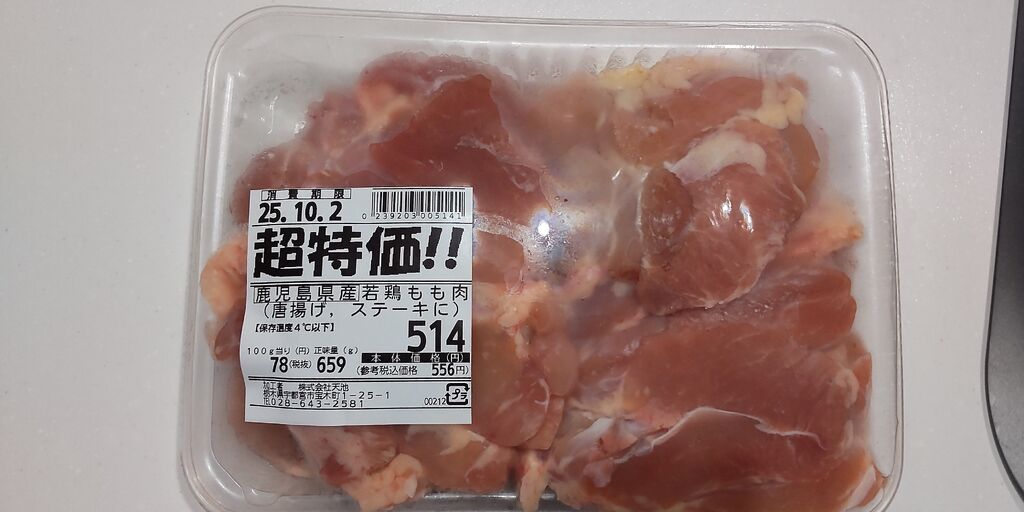 消費期限
25.10.2
0 239203 005141
超特価!!
鹿児島県産若鶏もも肉
(唐揚げ, ステーキに)
【保存温度4℃以下】
514
100g当り(円) 正味量(g)
本体価格(円)
78(税抜) 659
(参考税込価格 556円)
加工者 株式会社天池
栃木県宇都宮市宝木町1-25-1
TEL028-643-2581
00212
プラ